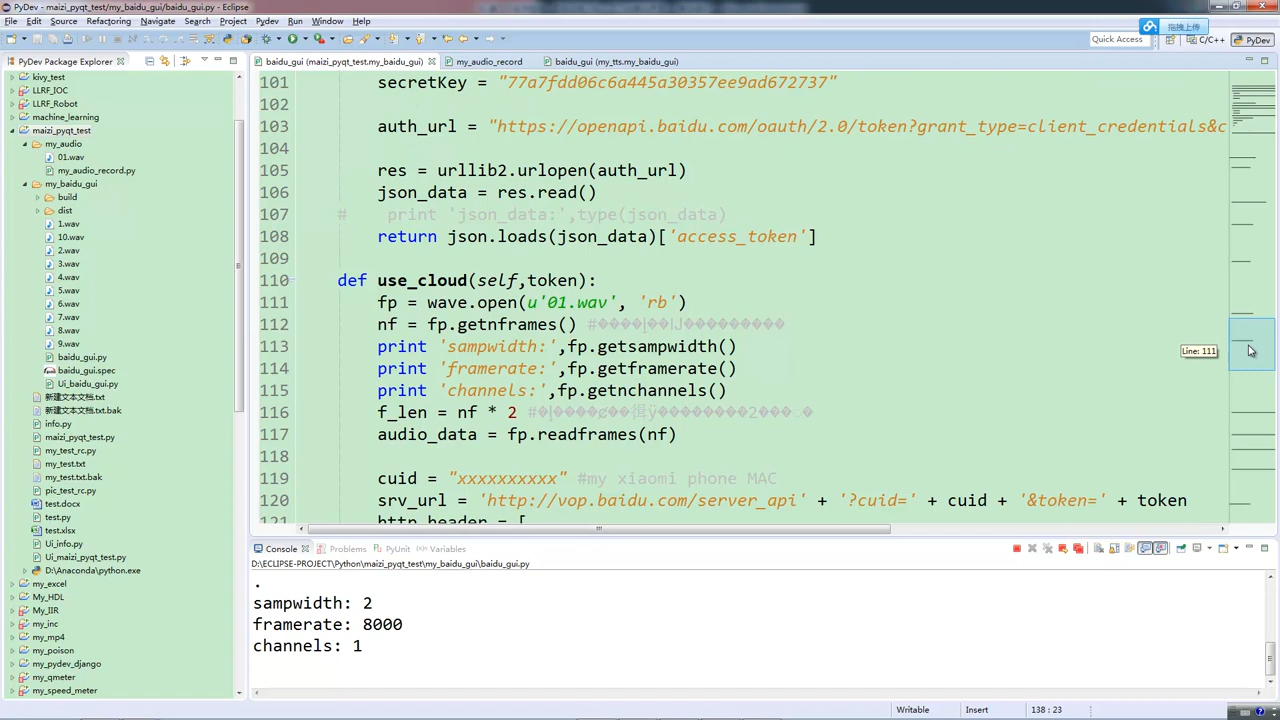 PyDev - maizi_pyqt_test/my_baidu_gui/baidu_gui.py - Eclipse
File Edit Source Refactoring Navigate Search Project Pydev Run Window Help
拖拽上传
Quick Access
C/C++
PyDev
PyDev Package Explorer
baidu_gui (maizi_pyqt_test.my_baidu_gui)
my_audio_record
baidu_gui (my_tts.my_baidu_gui)
kivy_test
LLRF_IOC
LLRF_Robot
machine_learning
maizi_pyqt_test
my_audio
01.wav
my_audio_record.py
my_baidu_gui
build
dist
1.wav
10.wav
2.wav
3.wav
4.wav
5.wav
6.wav
7.wav
8.wav
9.wav
baidu_gui.py
baidu_gui.spec
Ui_baidu_gui.py
新建文本文档.txt
新建文本文档.txt.bak
info.py
maizi_pyqt_test.py
my_test_rc.py
my_test.txt
my_test.txt.bak
pic_test_rc.py
test.docx
test.py
test.xlsx
Ui_info.py
Ui_maizi_pyqt_test.py
D:\Anaconda\python.exe
my_excel
My_HDL
My_IIR
my_inc
my_mp4
my_poison
my_pydev_django
my_qmeter
my_speed_meter
101 secretKey = "77a7fdd06c6a445a30357ee9ad672737"
102
103 auth_url = "https://openapi.baidu.com/oauth/2.0/token?grant_type=client_credentials&c
104
105 res = urllib2.urlopen(auth_url)
106 json_data = res.read()
107 # print 'json_data:',type(json_data)
108 return json.loads(json_data)['access_token']
109
110 def use_cloud(self,token):
111 fp = wave.open(u'01.wav', 'rb')
112 nf = fp.getnframes() #
113 print 'sampwidth:',fp.getsampwidth()
114 print 'framerate:',fp.getframerate()
115 print 'channels:',fp.getnchannels()
116 f_len = nf * 2 #
117 audio_data = fp.readframes(nf)
118
119 cuid = "xxxxxxxxxx" #my xiaomi phone MAC
120 srv_url = 'http://vop.baidu.com/server_api' + '?cuid=' + cuid + '&token=' + token
121 http_header = [
Line: 111
Console Problems PyUnit Variables
D:\ECLIPSE-PROJECT\Python\maizi_pyqt_test\my_baidu_gui\baidu_gui.py
.
sampwidth: 2
framerate: 8000
channels: 1
Writable Insert 138 : 23